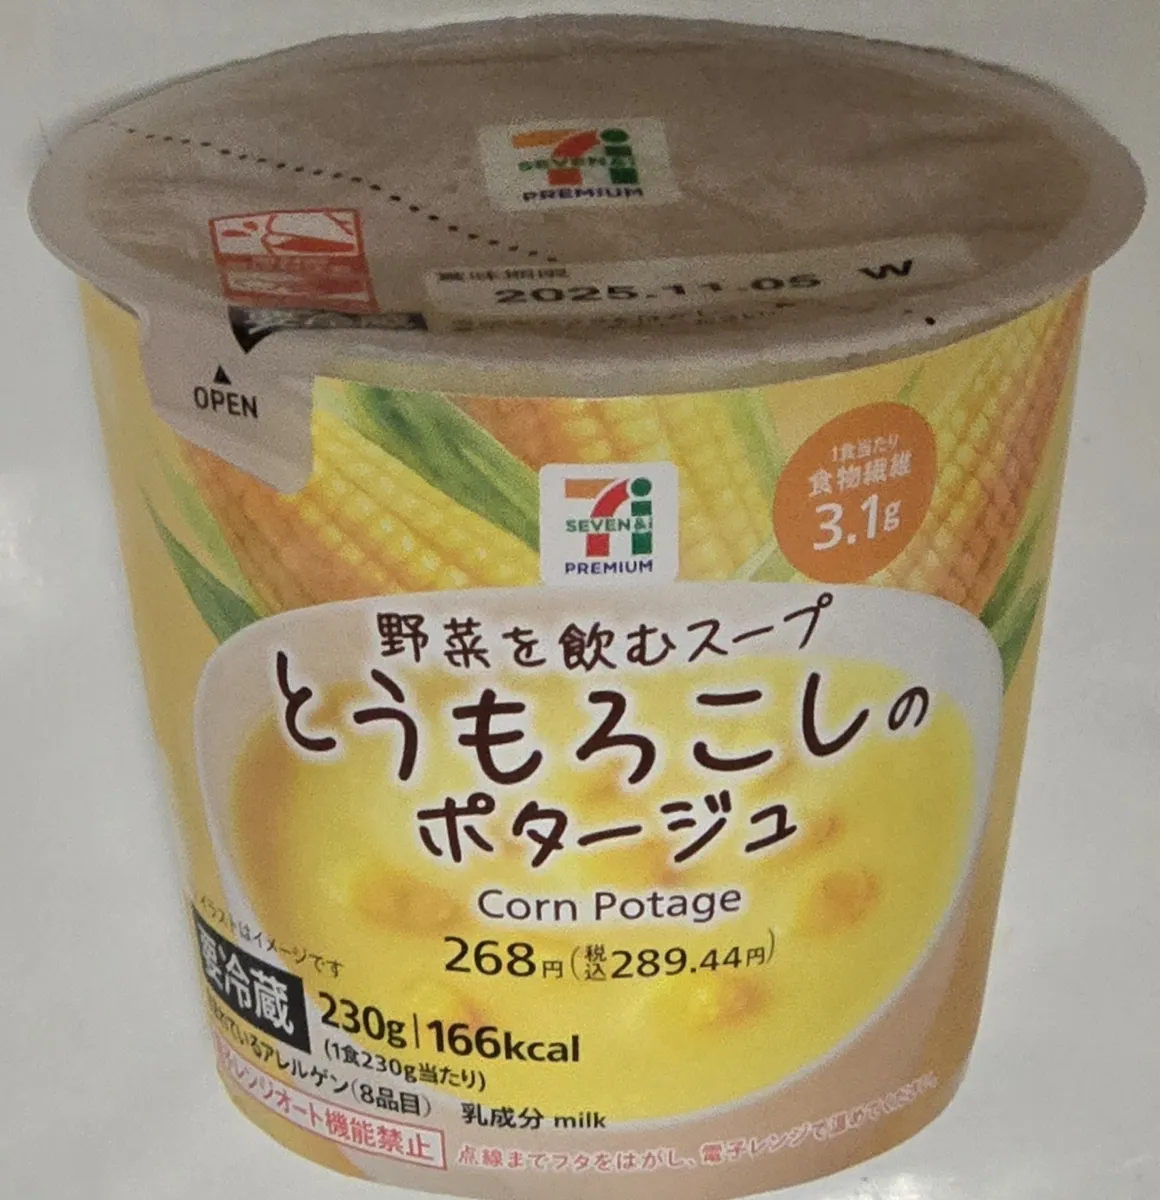 SEVEN&i
PREMIUM
賞味期限
2025.11.05 W
OPEN
1食当たり
食物繊維
3.1g
SEVEN&i
PREMIUM
野菜を飲むスープ
とうもろこしの
ポタージュ
Corn Potage
268円(税込289.44円)
イラストはイメージです
要冷蔵
230g|166kcal
(1食230g当たり)
ているアレルゲン(8品目) 乳成分 milk
レンジオート機能禁止
点線までフタをはがし、電子レンジで温めてください。